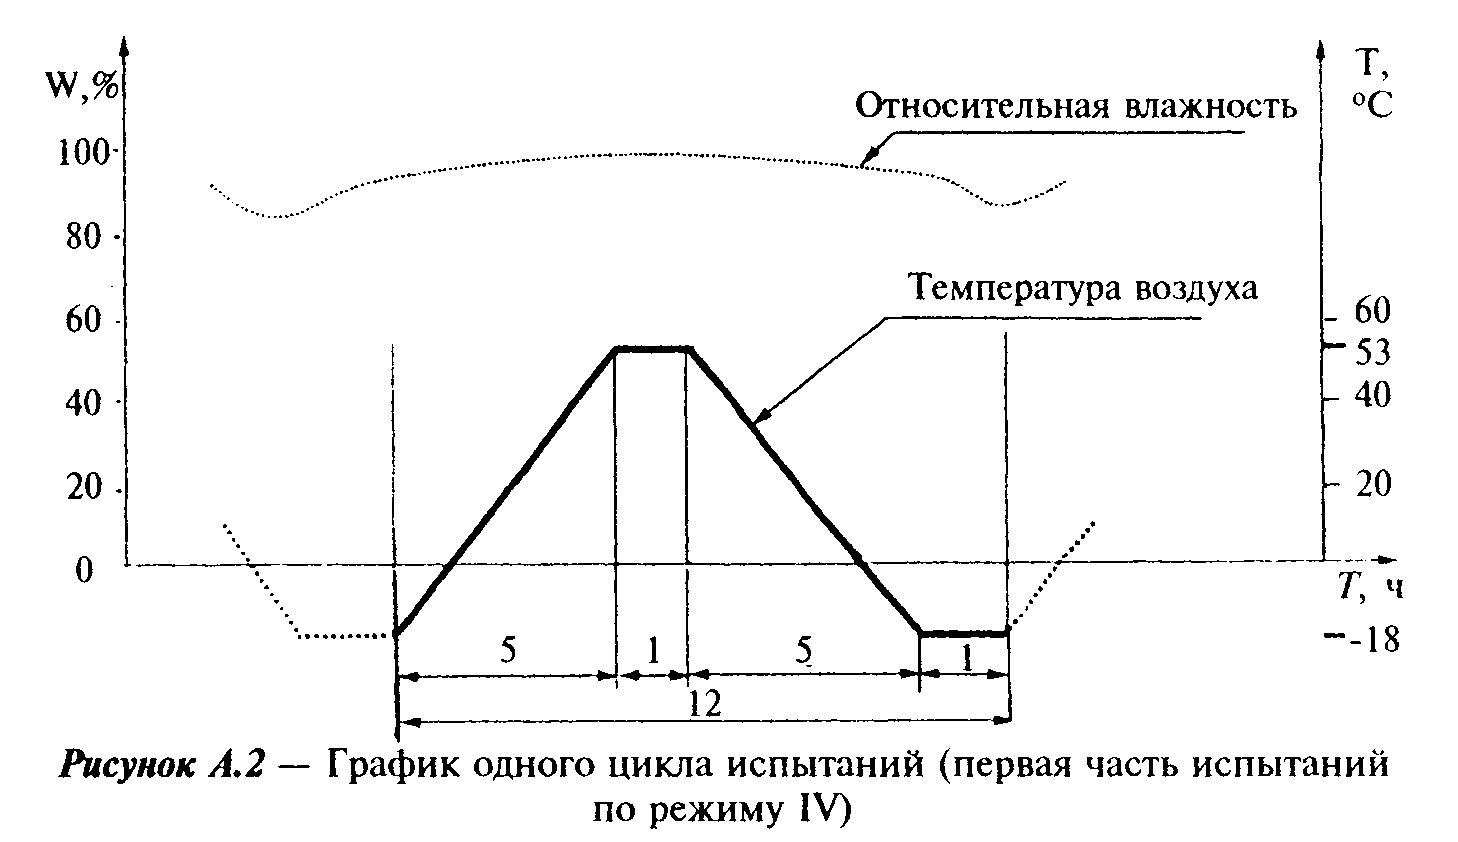 W,%
100
80
60
40
20
0
Относительная влажность
Температура воздуха
T,
°C
60
53
40
20
T, ч
-18
5
1
5
1
12
Рисунок А.2 — График одного цикла испытаний (первая часть испытаний
по режиму IV)